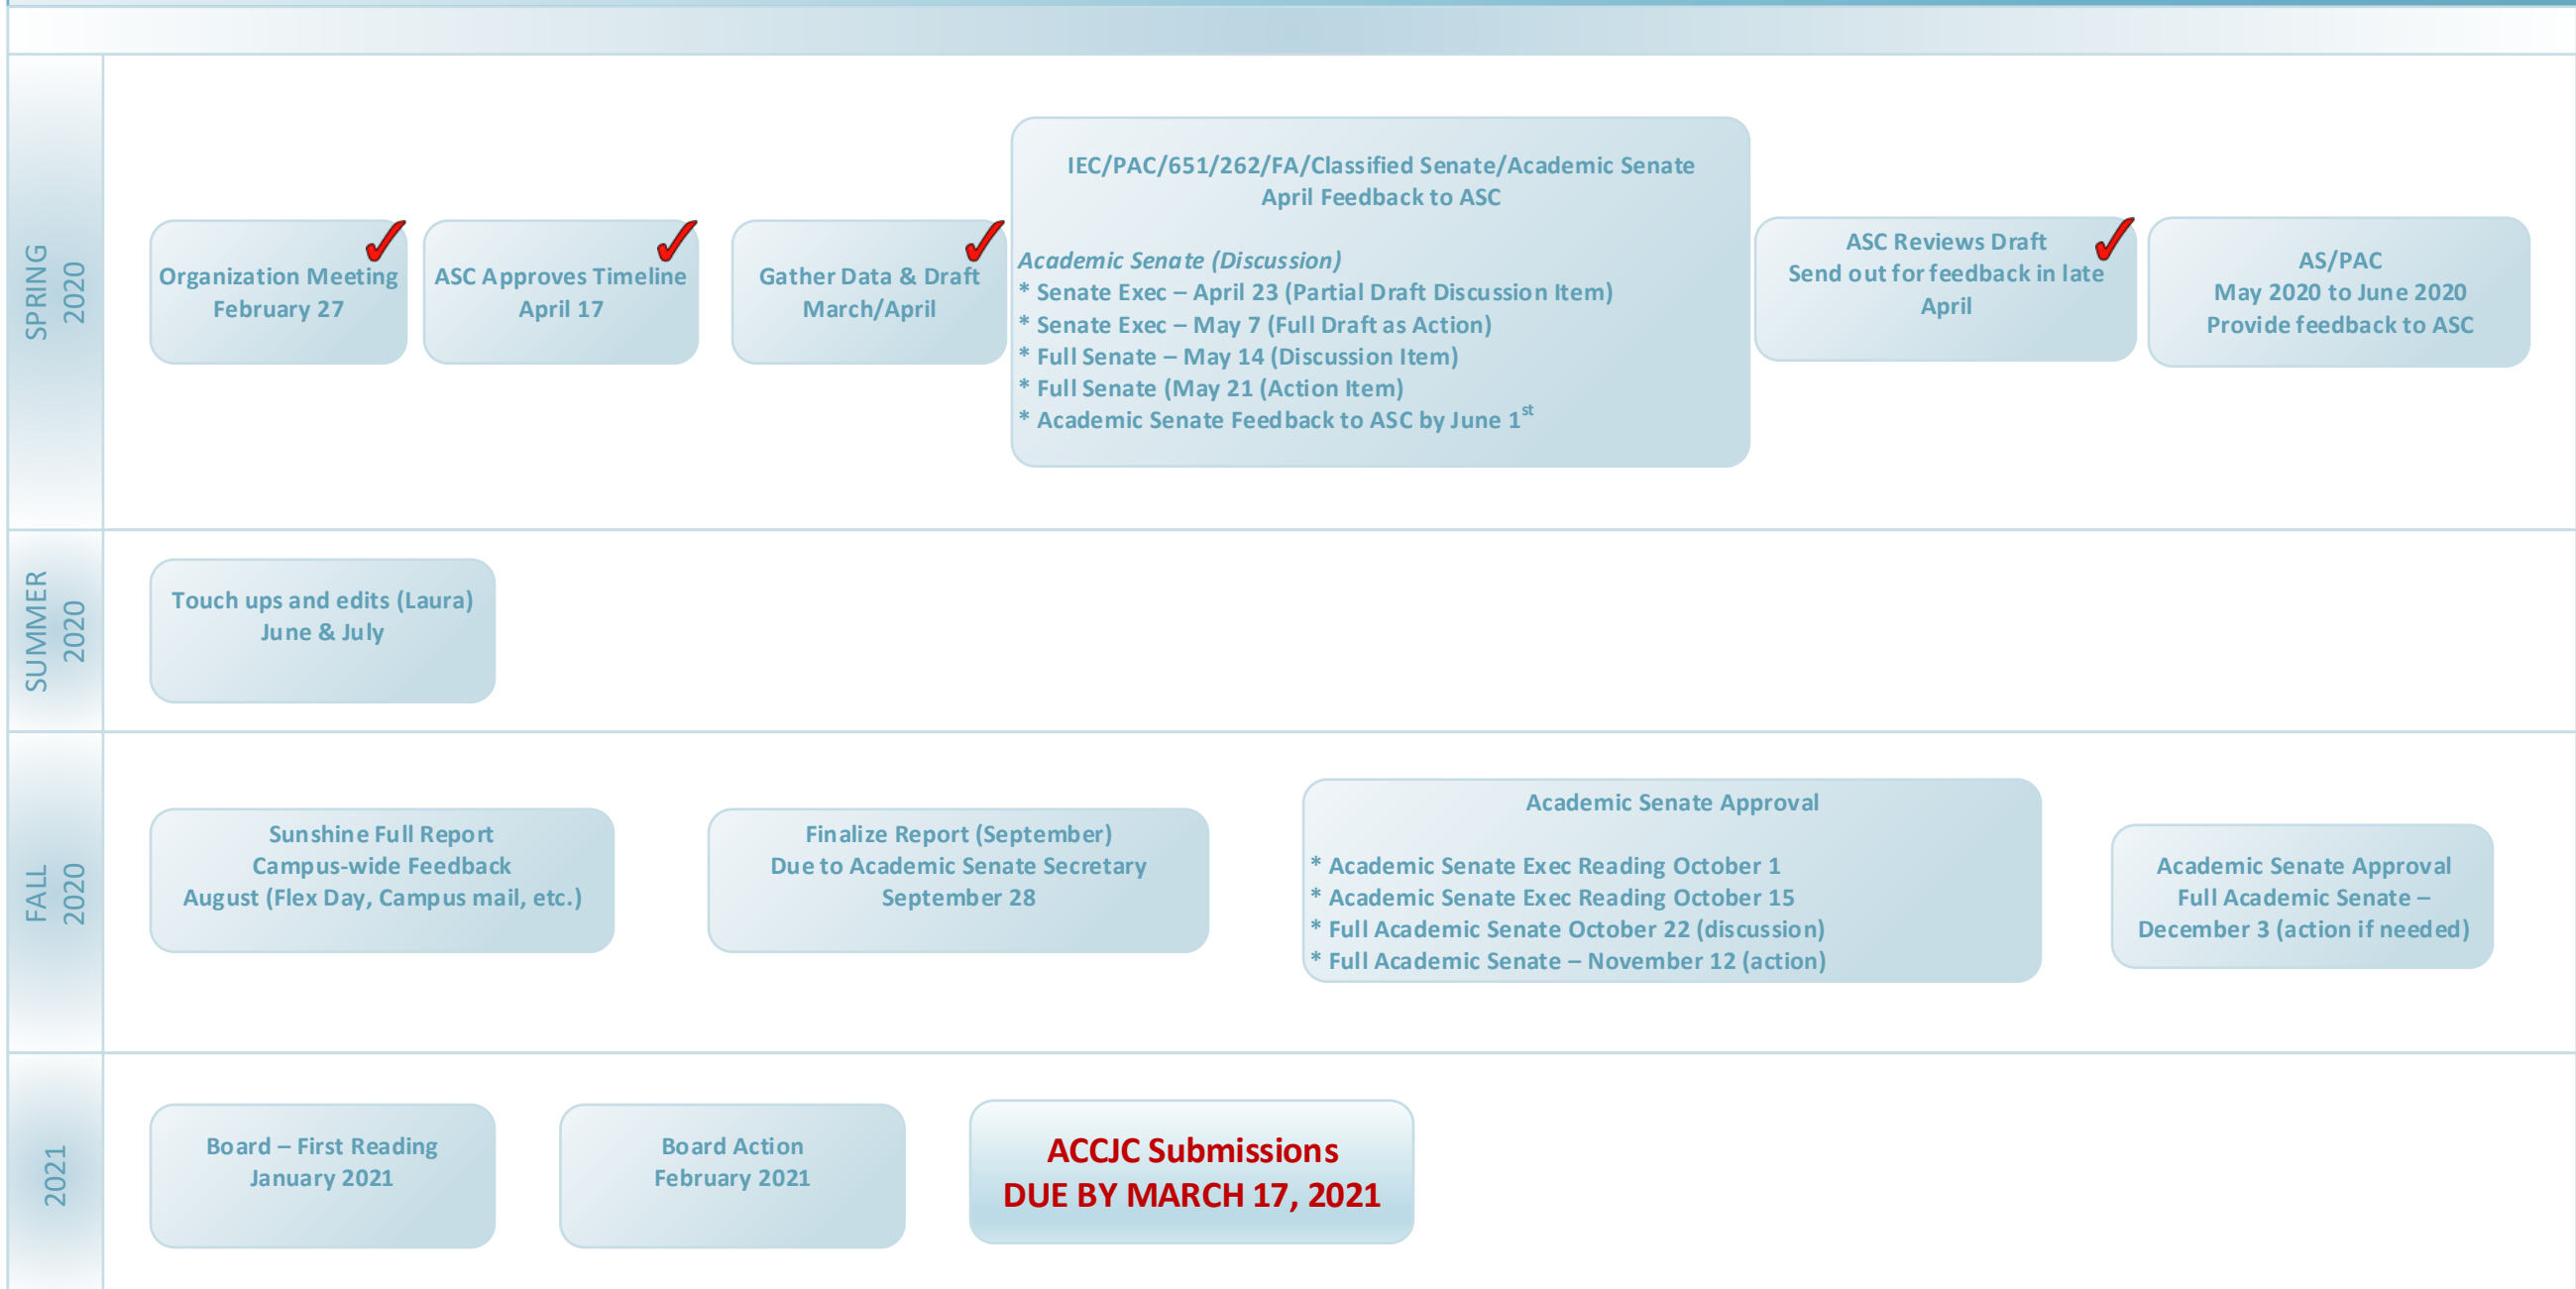 SPRING
2020
Organization Meeting
February 27
ASC Approves Timeline
April 17
Gather Data & Draft
March/April
IEC/PAC/651/262/FA/Classified Senate/Academic Senate
April Feedback to ASC
Academic Senate (Discussion)
* Senate Exec – April 23 (Partial Draft Discussion Item)
* Senate Exec – May 7 (Full Draft as Action)
* Full Senate – May 14 (Discussion Item)
* Full Senate (May 21 (Action Item)
* Academic Senate Feedback to ASC by June 1st
ASC Reviews Draft
Send out for feedback in late
April
AS/PAC
May 2020 to June 2020
Provide feedback to ASC
SUMMER
2020
Touch ups and edits (Laura)
June & July
FALL
2020
Sunshine Full Report
Campus-wide Feedback
August (Flex Day, Campus mail, etc.)
Finalize Report (September)
Due to Academic Senate Secretary
September 28
Academic Senate Approval
* Academic Senate Exec Reading October 1
* Academic Senate Exec Reading October 15
* Full Academic Senate October 22 (discussion)
* Full Academic Senate – November 12 (action)
Academic Senate Approval
Full Academic Senate –
December 3 (action if needed)
2021
Board – First Reading
January 2021
Board Action
February 2021
ACCJC Submissions
DUE BY MARCH 17, 2021